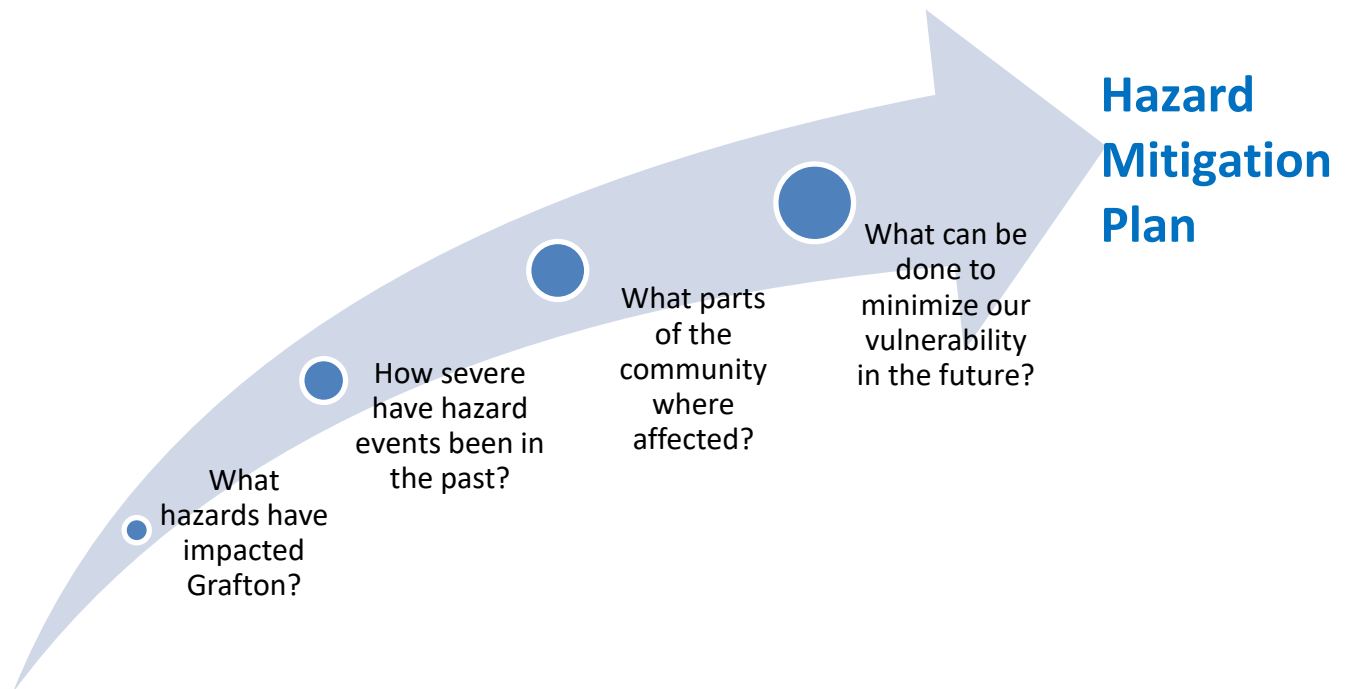 What
hazards have
impacted
Grafton?
How severe
have hazard
events been in
the past?
What parts
of the
community
where
affected?
What can be
done to
minimize our
vulnerability
in the future?
Hazard
Mitigation
Plan